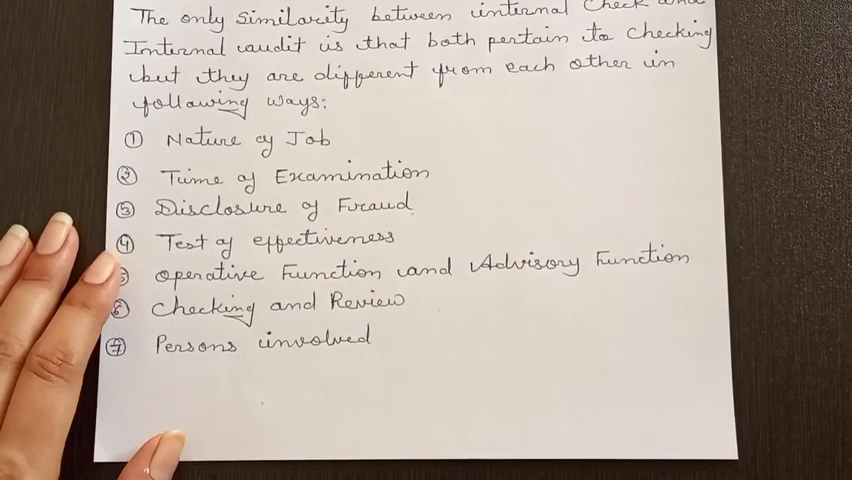 The only similarity between internal check and
Internal audit is that both pertain to checking
but they are different from each other in
following ways:
① Nature of Job
② Time of Examination
③ Disclosure of Fraud
④ Test of effectiveness
⑤ Operative Function and Advisory Function
⑥ Checking and Review
⑦ Persons involved